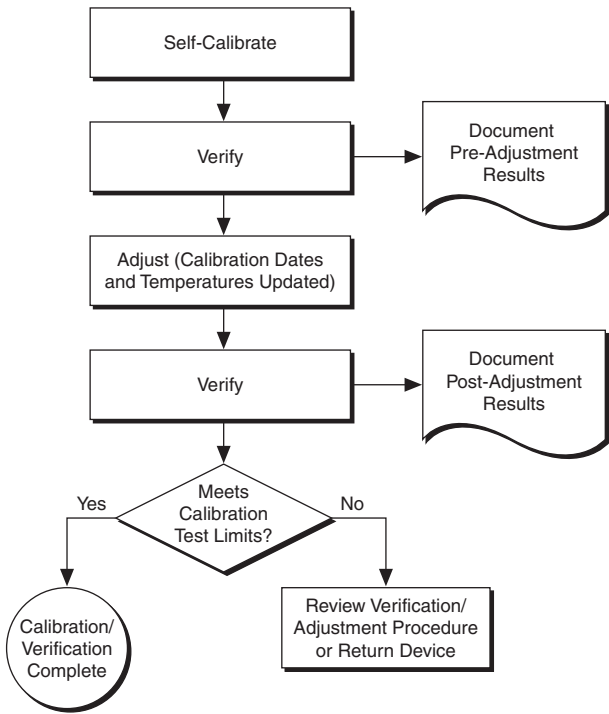 Self-Calibrate
Verify
Document
Pre-Adjustment
Results
Adjust (Calibration Dates
and Temperatures Updated)
Verify
Document
Post-Adjustment
Results
Meets
Calibration
Test Limits?
Yes
No
Calibration/
Verification
Complete
Review Verification/
Adjustment Procedure
or Return Device